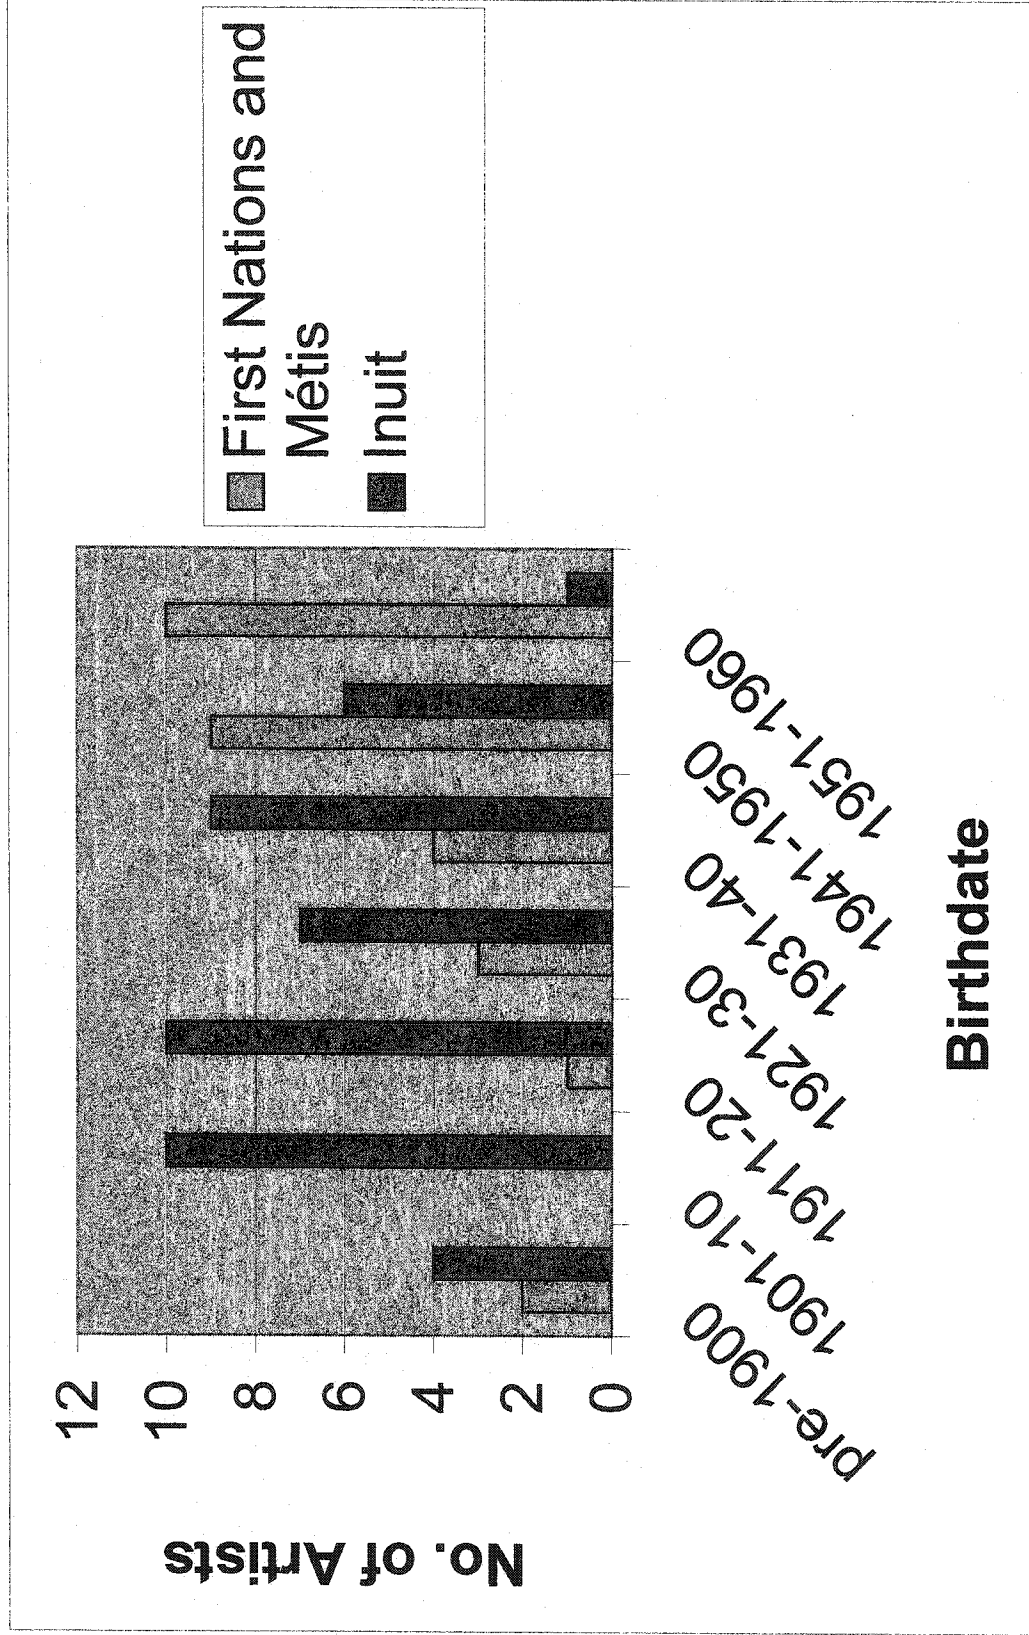 12
10
8
6
4
2
0
No. of Artists
pre-1900
1901-10
1911-20
1921-30
1931-40
1941-1950
1951-1960
Birthdate
First Nations and
Métis
Inuit